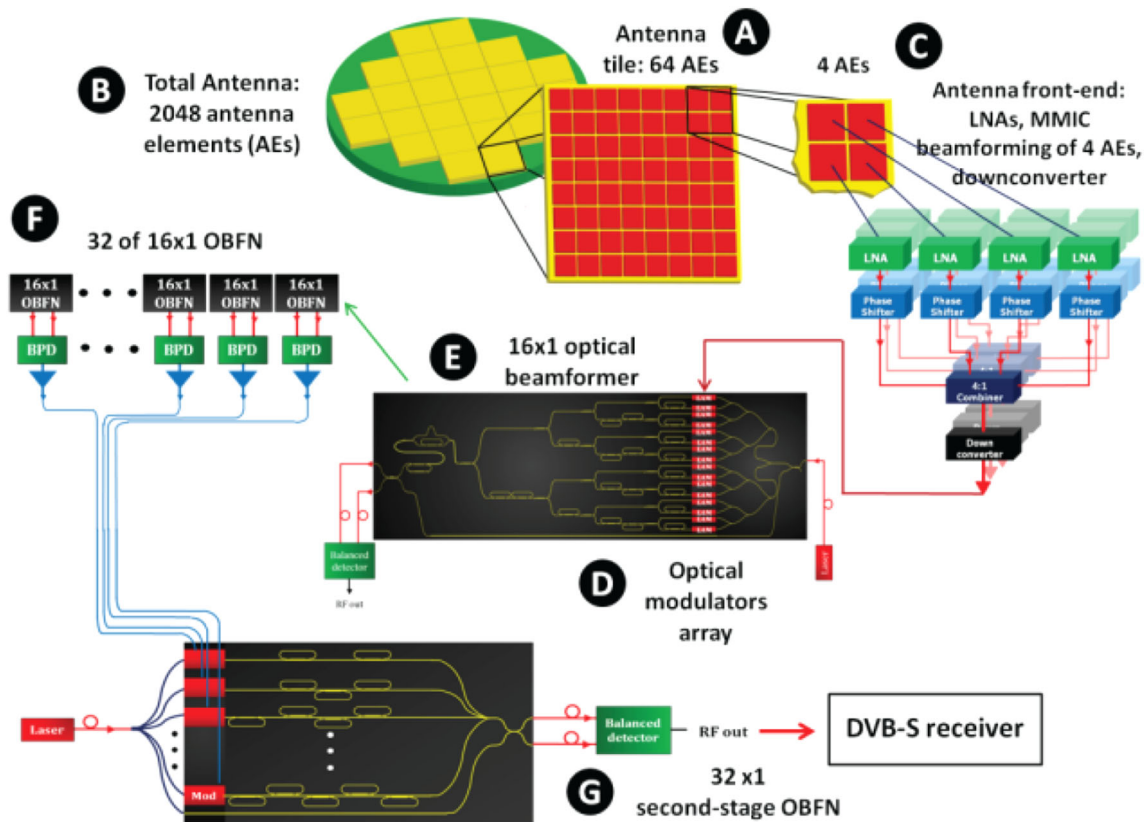 A
Antenna
tile: 64 AEs
B
Total Antenna:
2048 antenna
elements (AEs)
4 AEs
C
Antenna front-end:
LNAs, MMIC
beamforming of 4 AEs,
downconverter
LNA
LNA
LNA
LNA
Phase
Shifter
Phase
Shifter
Phase
Shifter
Phase
Shifter
4:1
Combiner
Down
converter
F
32 of 16x1 OBFN
16x1
OBFN
16x1
OBFN
16x1
OBFN
16x1
OBFN
BPD
BPD
BPD
BPD
E
16x1 optical
beamformer
Balanced
detector
RF out
Laser
D
Optical
modulators
array
Laser
Mod
Balanced
detector
RF out
DVB-S receiver
G
32 x1
second-stage OBFN